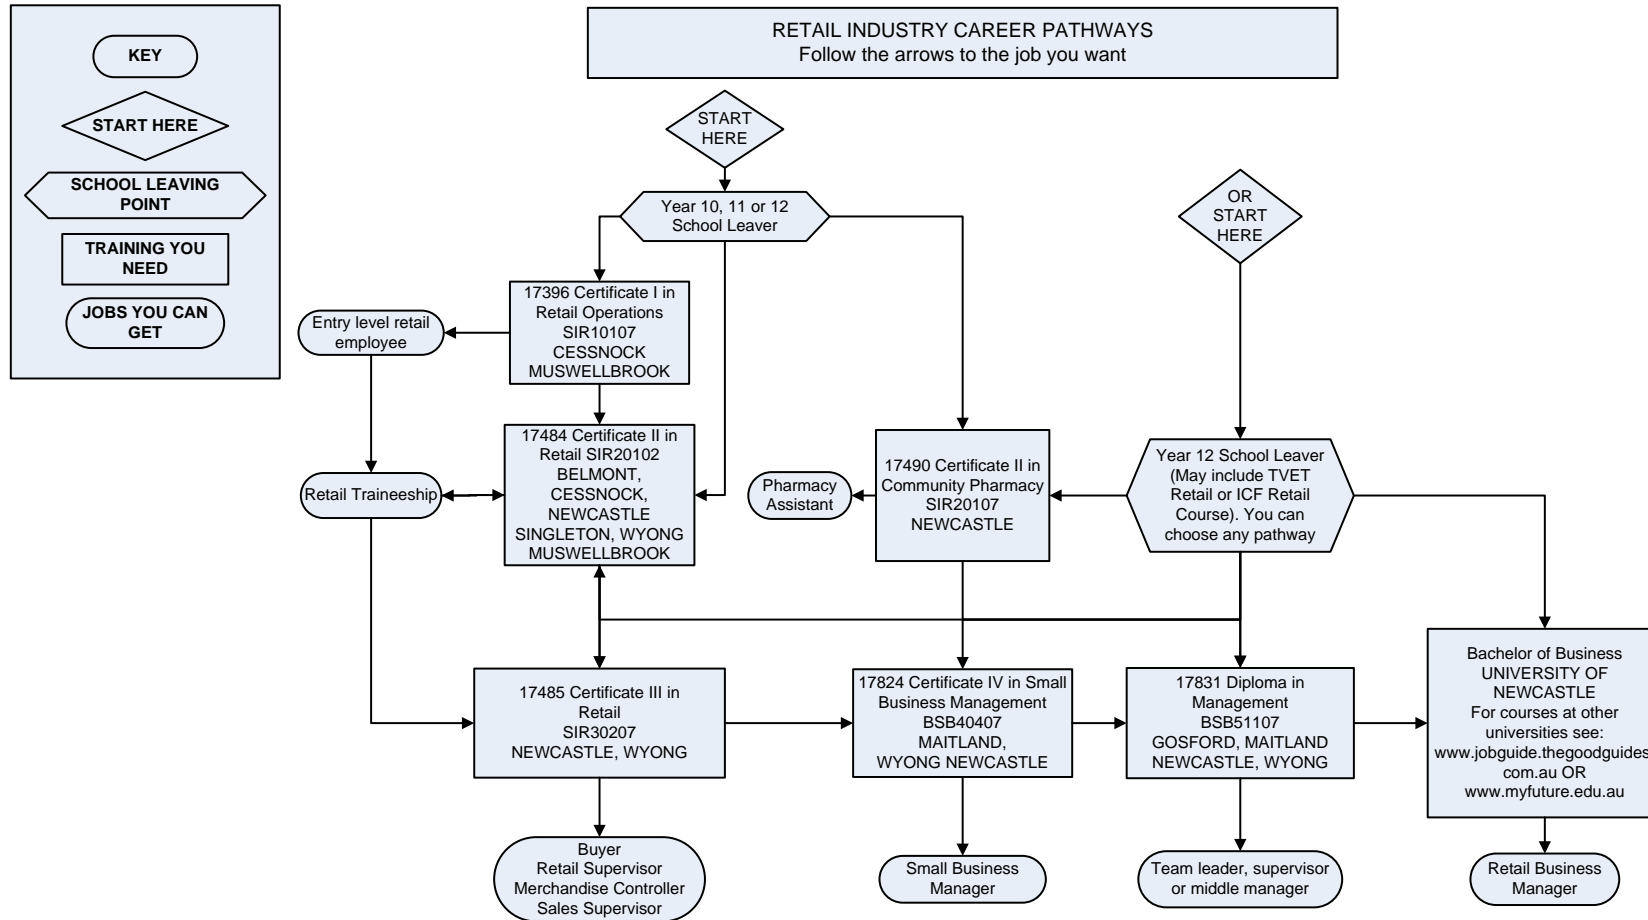 KEY
START HERE
SCHOOL LEAVING
POINT
TRAINING YOU
NEED
JOBS YOU CAN
GET
RETAIL INDUSTRY CAREER PATHWAYS
Follow the arrows to the job you want
START
HERE
OR
START
HERE
Year 10, 11 or 12
School Leaver
17396 Certificate I in
Retail Operations
SIR10107
CESSNOCK
MUSWELLBROOK
Entry level retail
employee
17484 Certificate II in
Retail SIR20102
BELMONT,
CESSNOCK,
NEWCASTLE
SINGLETON, WYONG
MUSWELLBROOK
Retail Traineeship
Pharmacy
Assistant
17490 Certificate II in
Community Pharmacy
SIR20107
NEWCASTLE
Year 12 School Leaver
(May include TVET
Retail or ICF Retail
Course). You can
choose any pathway
17485 Certificate III in
Retail
SIR30207
NEWCASTLE, WYONG
17824 Certificate IV in Small
Business Management
BSB40407
MAITLAND,
WYONG NEWCASTLE
17831 Diploma in
Management
BSB51107
GOSFORD, MAITLAND
NEWCASTLE, WYONG
Bachelor of Business
UNIVERSITY OF
NEWCASTLE
For courses at other
universities see:
www.jobguide.thegoodguides.
com.au OR
www.myfuture.edu.au
Buyer
Retail Supervisor
Merchandise Controller
Sales Supervisor
Small Business
Manager
Team leader, supervisor
or middle manager
Retail Business
Manager